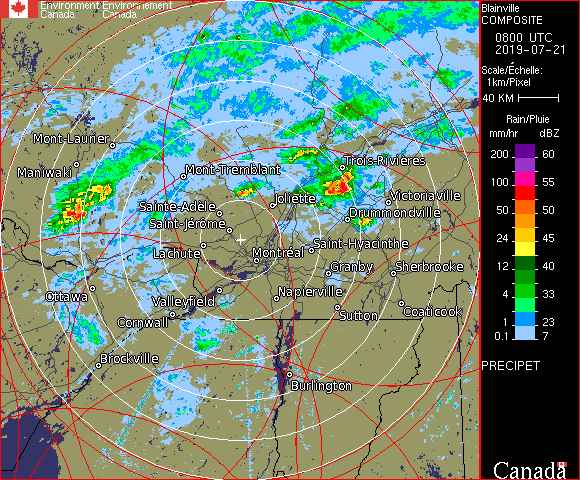 Environment Environnement
Canada Canada
Blainville
COMPOSITE
0800 UTC
2019-07-21
Scale/Échelle:
1km/Pixel
40 KM
Rain/Pluie
mm/hr dBZ
200 60
100 55
50 50
24 45
12 40
4 33
1 23
0.1 7
PRECIPET
Canada
Mont-Laurier
Maniwaki
Mont-Tremblant
Trois-Rivières
Sainte-Adèle
Joliette
Victoriaville
Drummondville
Saint-Jérôme
Lachute
Montréal
Saint-Hyacinthe
Granby
Sherbrooke
Ottawa
Valleyfield
Napierville
Cornwall
Sutton
Coaticook
Brockville
Burlington